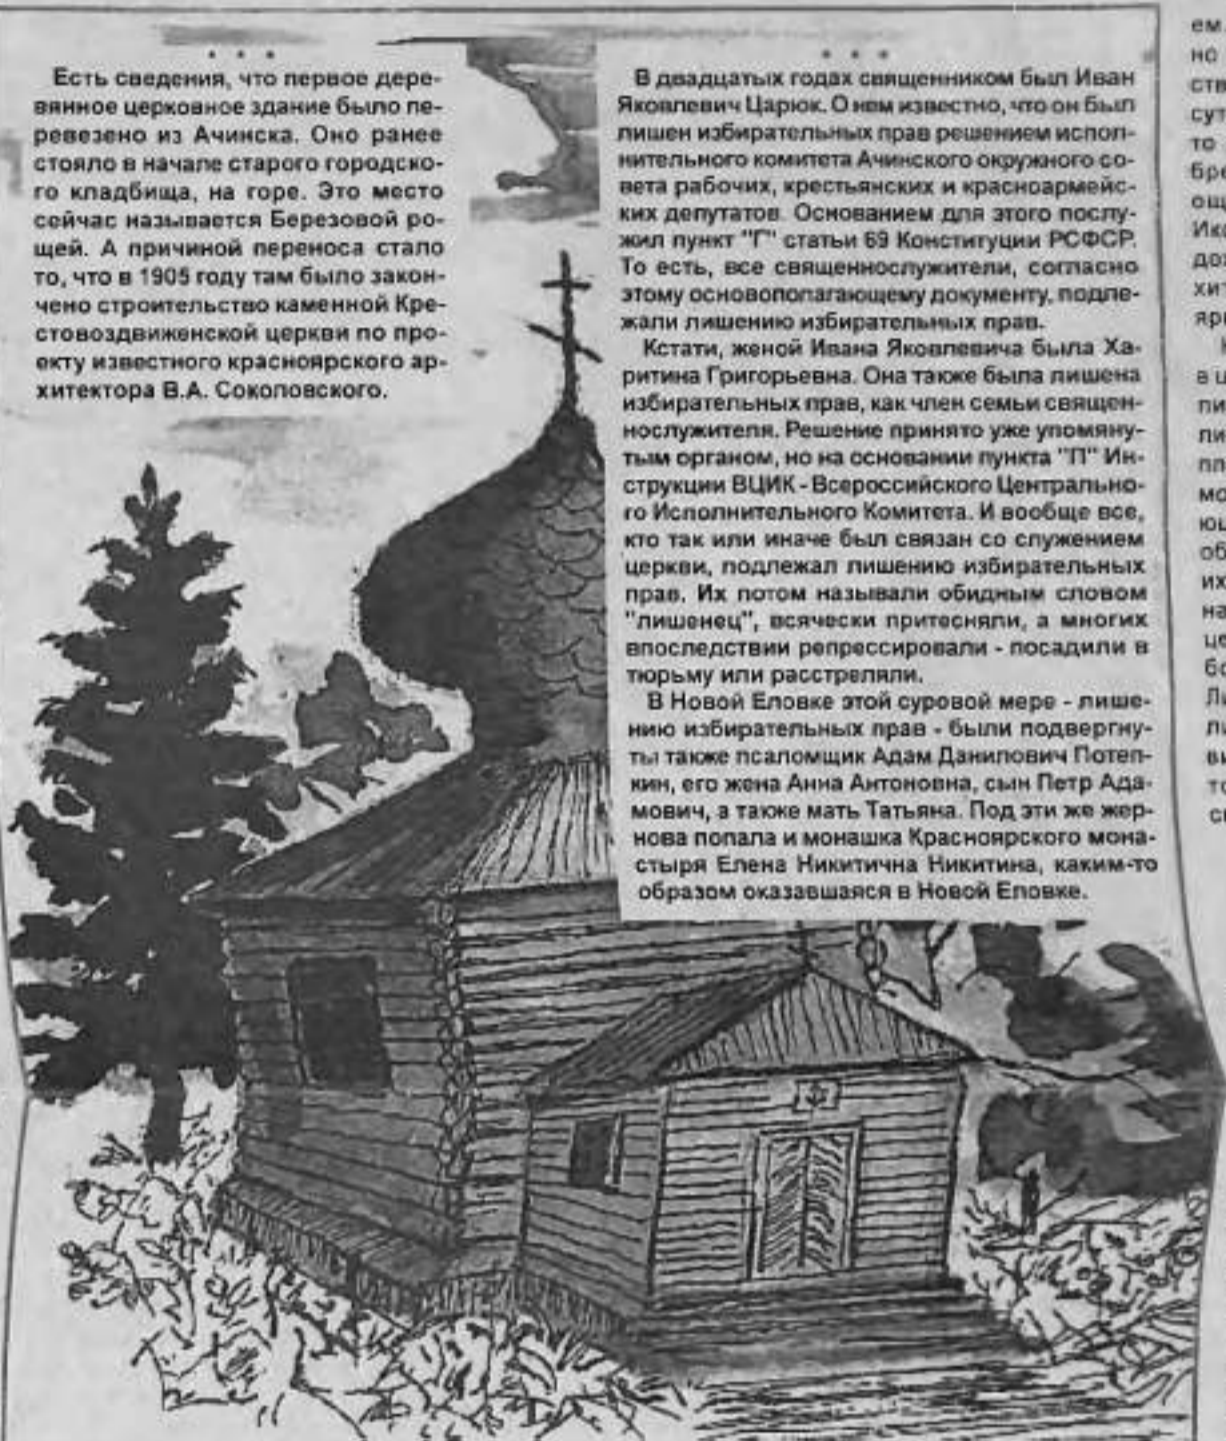 * * *
Есть сведения, что первое дере-
вянное церковное здание было пе-
ревезено из Ачинска. Оно ранее
стояло в начале старого городско-
го кладбища, на горе. Это место
сейчас называется Березовой ро-
щей. А причиной переноса стало
то, что в 1905 году там было закон-
чено строительство каменной Кре-
стовоздвиженской церкви по про-
екту известного красноярского ар-
хитектора В.А. Соколовского.
* * *
В двадцатых годах священником был Иван
Яковлевич Царюк. О нем известно, что он был
лишен избирательных прав решением испол-
нительного комитета Ачинского окружного со-
вета рабочих, крестьянских и красноармейс-
ких депутатов. Основанием для этого послу-
жил пункт "Г" статьи 69 Конституции РСФСР.
То есть, все священнослужители, согласно
этому основополагающему документу, подле-
жали лишению избирательных прав.
Кстати, женой Ивана Яковлевича была Ха-
ритина Григорьевна. Она также была лишена
избирательных прав, как член семьи священ-
нослужителя. Решение принято уже упомяну-
тым органом, но на основании пункта "Л" Ин-
струкции ВЦИК - Всероссийского Центрально-
го Исполнительного Комитета. И вообще все,
кто так или иначе был связан со служением
церкви, подлежал лишению избирательных
прав. Их потом называли обидным словом
"лишенец", всячески притесняли, а многих
впоследствии репрессировали - посадили в
тюрьму или расстреляли.
В Новой Еловке этой суровой мере - лише-
нию избирательных прав - были подвергну-
ты также псаломщик Адам Данилович Потеп-
кин, его жена Анна Антоновна, сын Петр Ада-
мович, а также мать Татьяна. Под эти же жер-
нова попала и монашка Красноярского мона-
стыря Елена Никитична Никитина, каким-то
образом оказавшаяся в Новой Еловке.